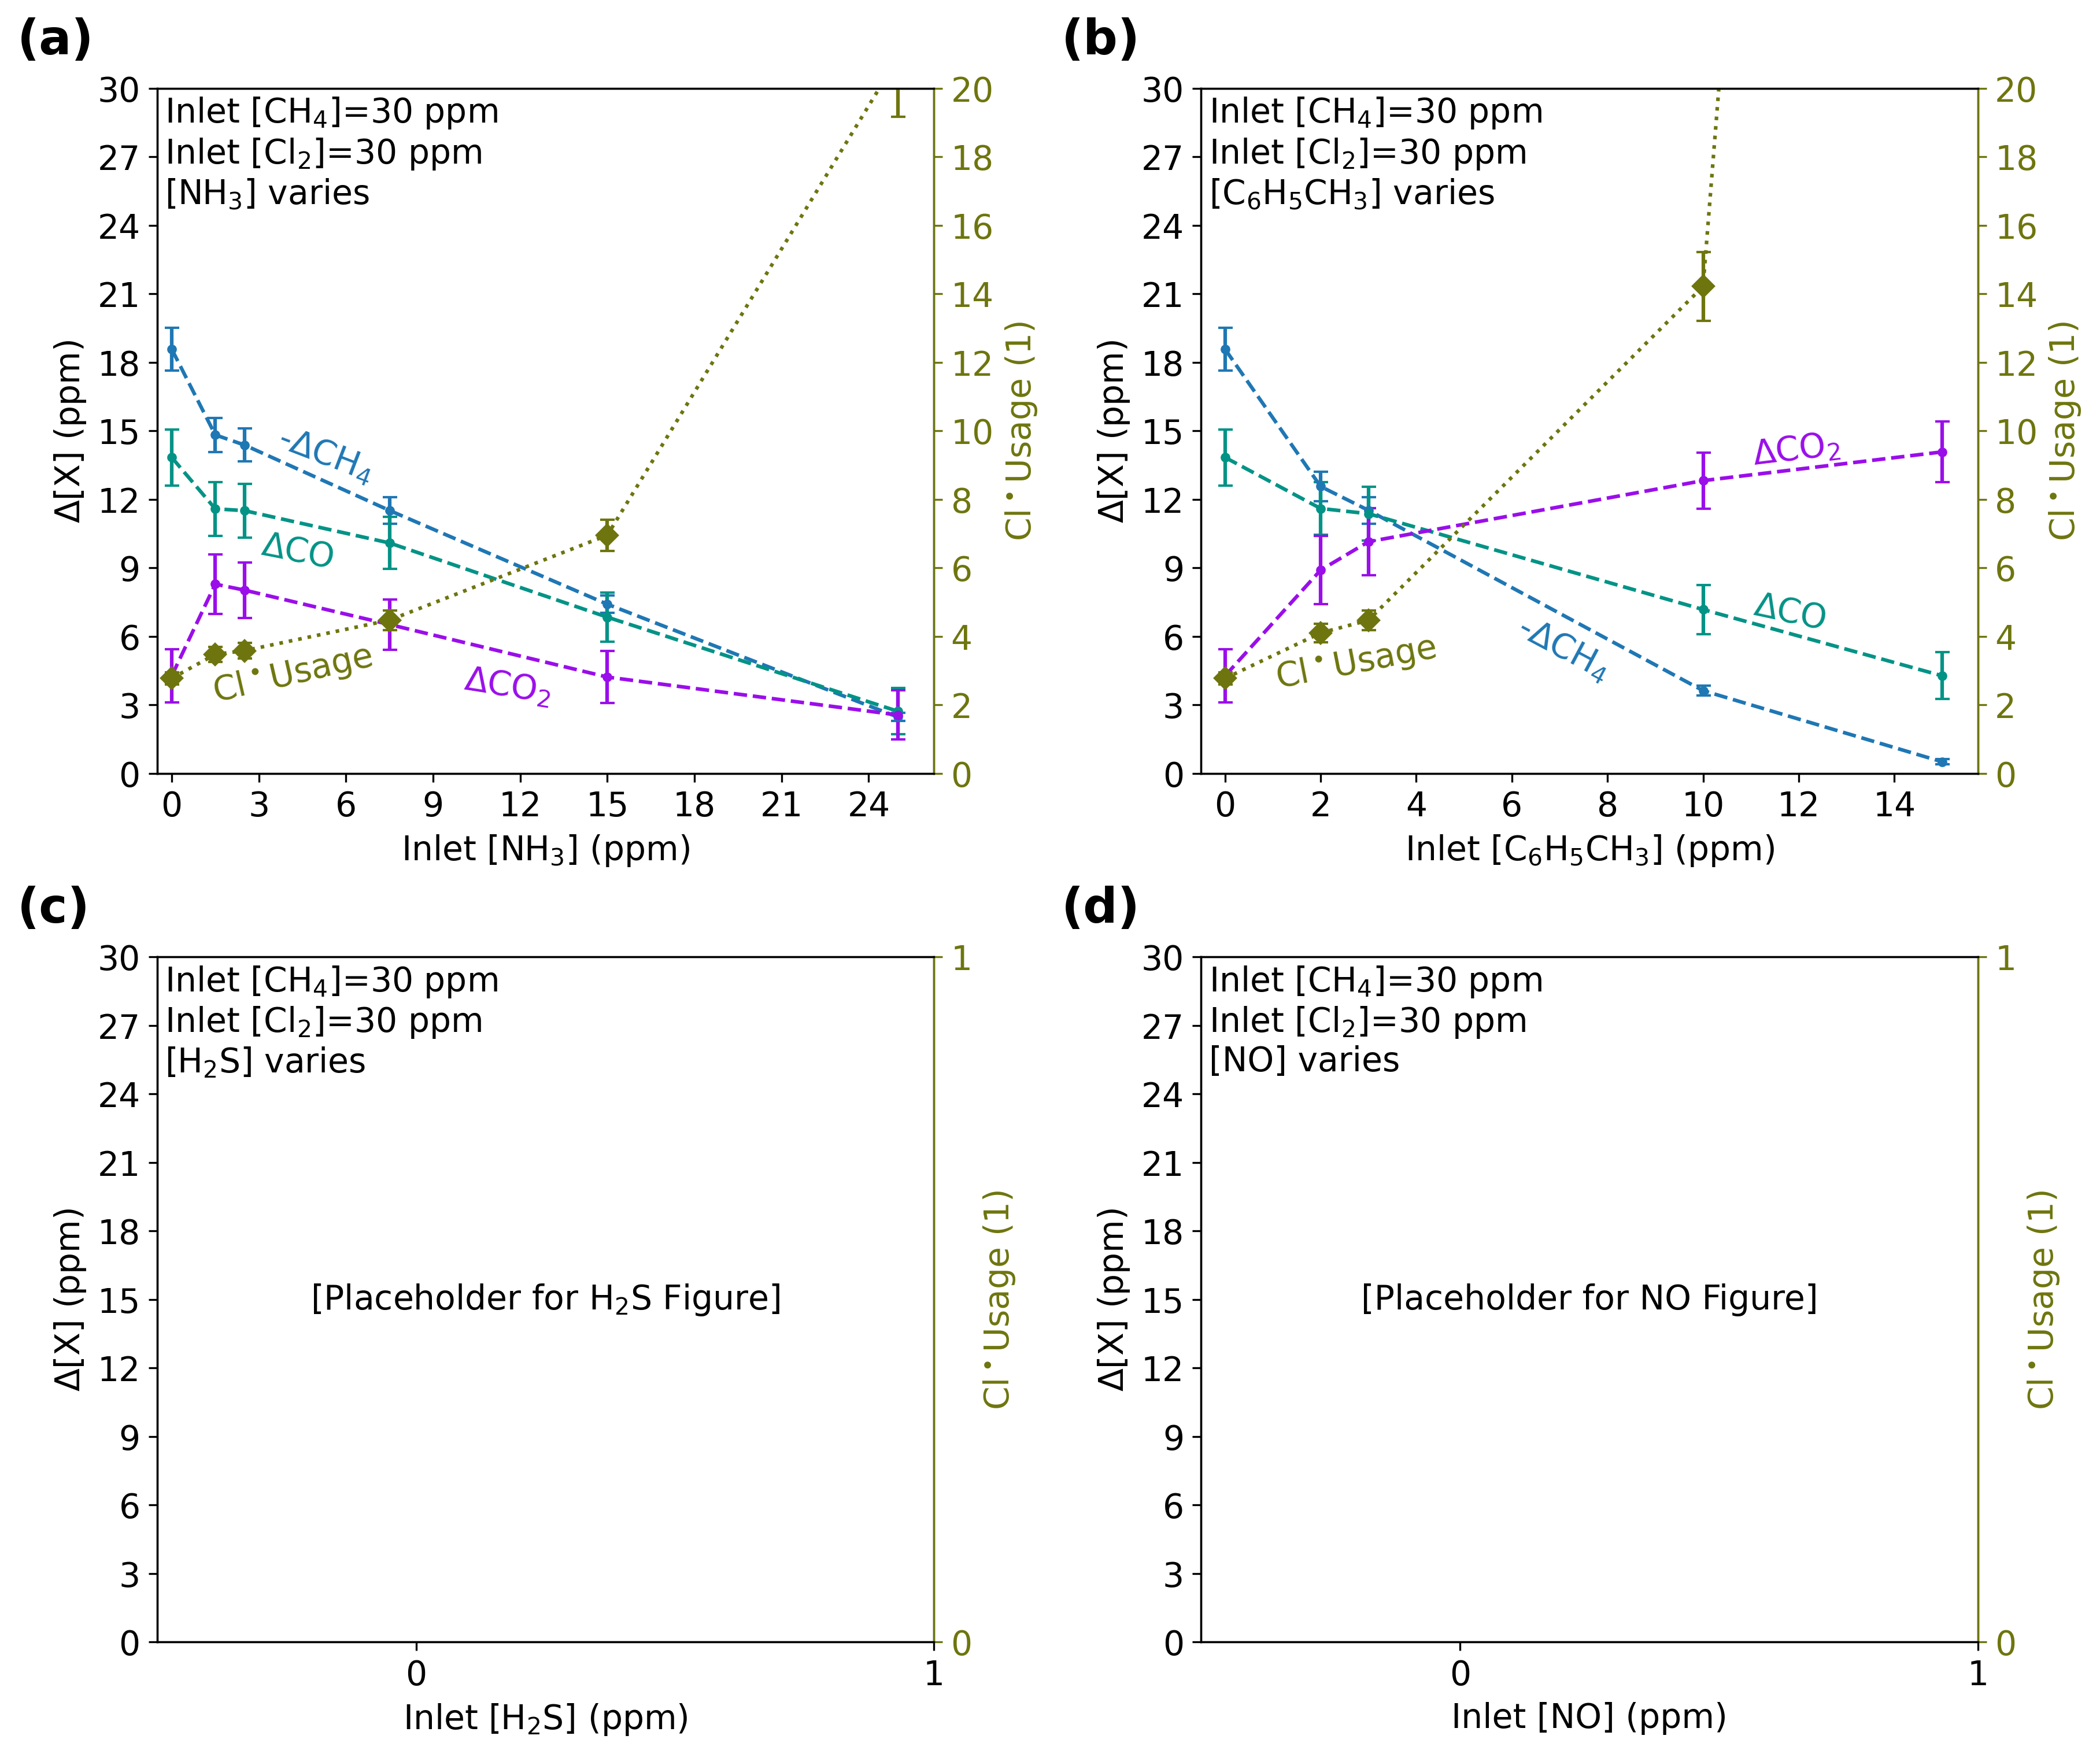 (a)
30
27
24
21
18
15
12
9
6
3
0
Δ[X] (ppm)
Inlet [CH₄]=30 ppm
Inlet [Cl₂]=30 ppm
[NH₃] varies
-ΔCH₄
ΔCO
Cl•Usage
ΔCO₂
20
18
16
14
12
10
8
6
4
2
0
Cl•Usage (1)
0 3 6 9 12 15 18 21 24
Inlet [NH₃] (ppm)
(b)
30
27
24
21
18
15
12
9
6
3
0
Δ[X] (ppm)
Inlet [CH₄]=30 ppm
Inlet [Cl₂]=30 ppm
[C₆H₅CH₃] varies
ΔCO₂
ΔCO
-ΔCH₄
Cl•Usage
20
18
16
14
12
10
8
6
4
2
0
Cl•Usage (1)
0 2 4 6 8 10 12 14
Inlet [C₆H₅CH₃] (ppm)
(c)
30
27
24
21
18
15
12
9
6
3
0
Δ[X] (ppm)
Inlet [CH₄]=30 ppm
Inlet [Cl₂]=30 ppm
[H₂S] varies
[Placeholder for H₂S Figure]
1
0
Cl•Usage (1)
0 1
Inlet [H₂S] (ppm)
(d)
30
27
24
21
18
15
12
9
6
3
0
Δ[X] (ppm)
Inlet [CH₄]=30 ppm
Inlet [Cl₂]=30 ppm
[NO] varies
[Placeholder for NO Figure]
1
0
Cl•Usage (1)
0 1
Inlet [NO] (ppm)